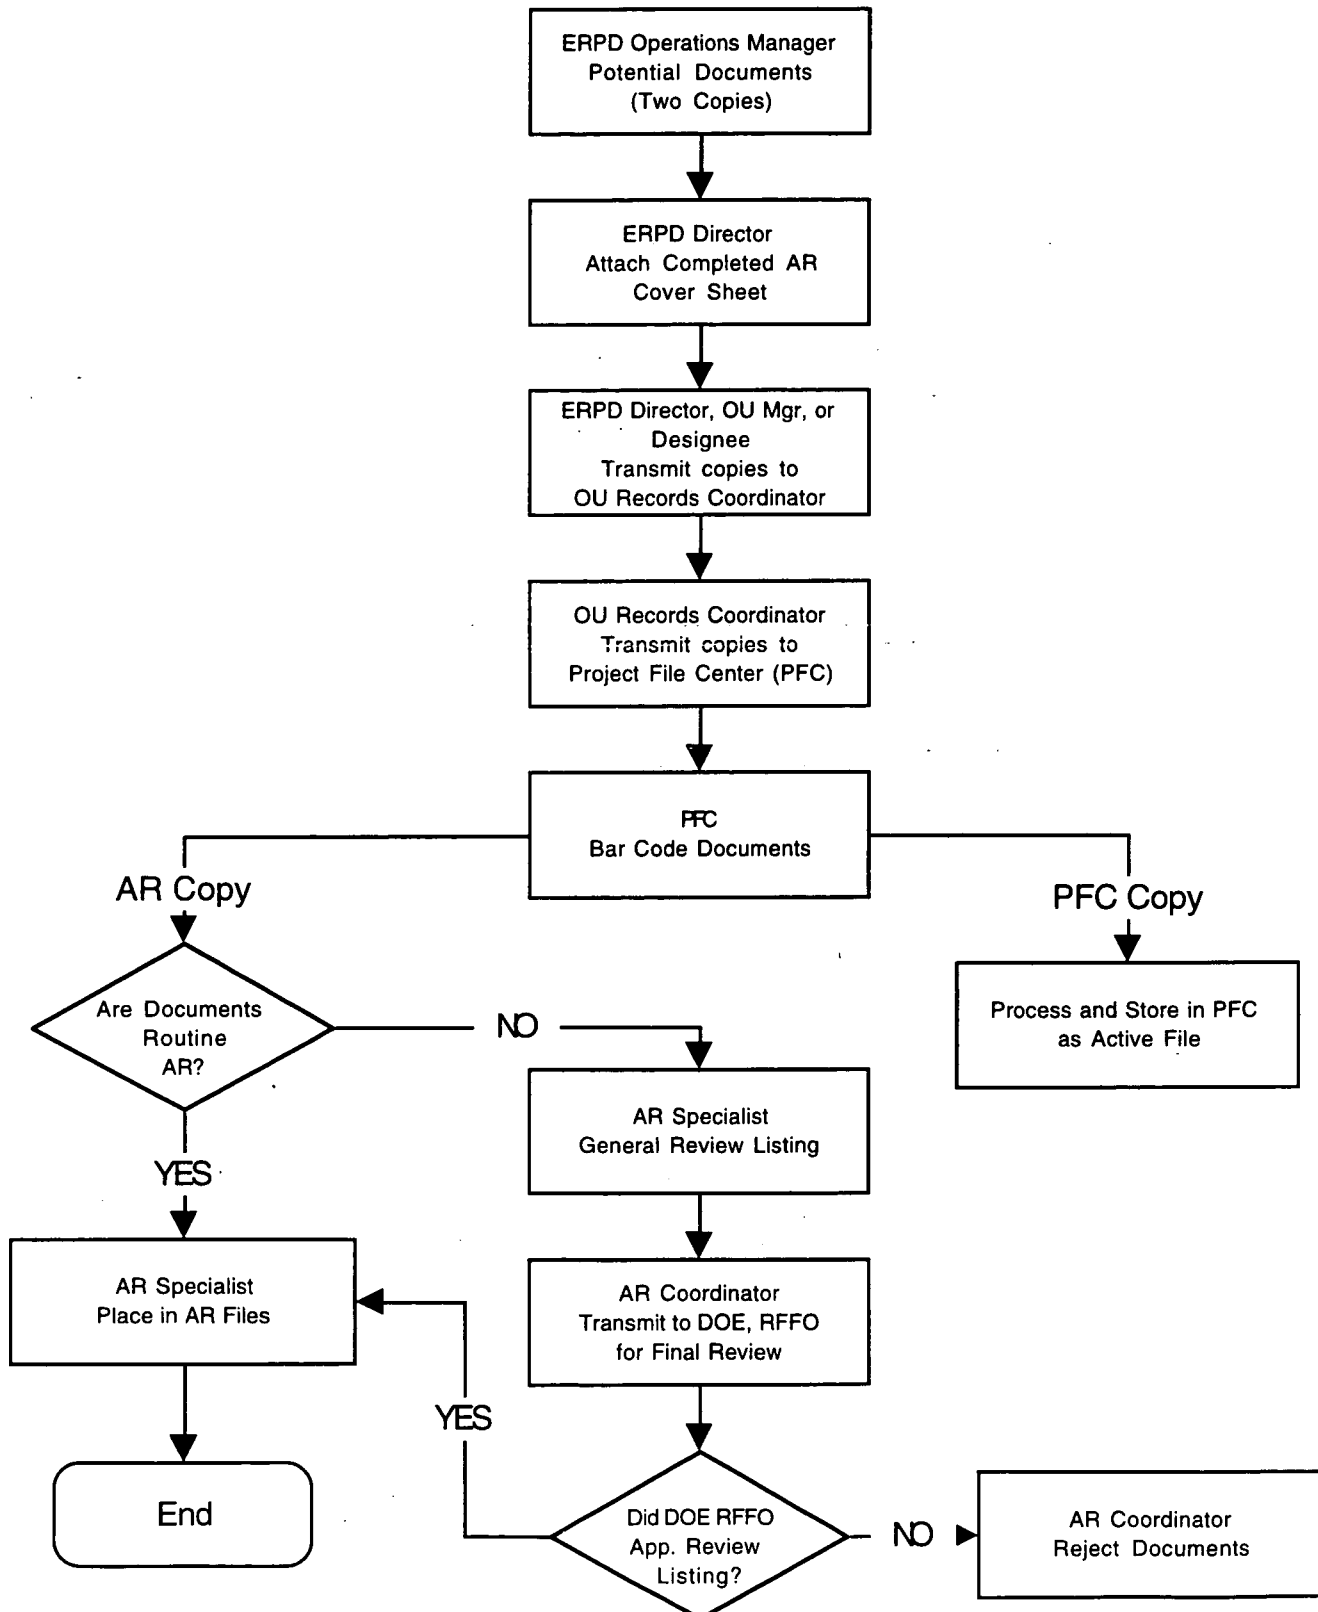 ERPD Operations Manager
Potential Documents
(Two Copies)
ERPD Director
Attach Completed AR
Cover Sheet
ERPD Director, OU Mgr, or
Designee
Transmit copies to
OU Records Coordinator
OU Records Coordinator
Transmit copies to
Project File Center (PFC)
PFC
Bar Code Documents
AR Copy
PFC Copy
Are Documents
Routine
AR?
NO
Process and Store in PFC
as Active File
AR Specialist
General Review Listing
YES
AR Specialist
Place in AR Files
AR Coordinator
Transmit to DOE, RFFO
for Final Review
YES
End
Did DOE RFFO
App. Review
Listing?
NO
AR Coordinator
Reject Documents